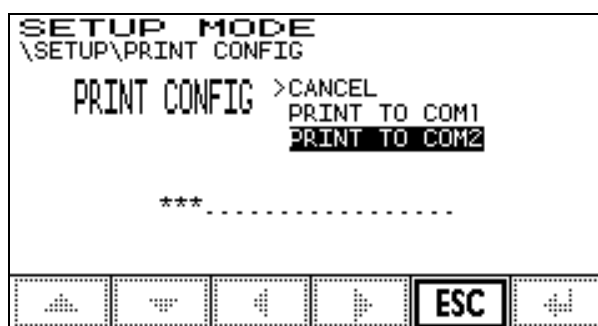 SETUP MODE
\SETUP\PRINT CONFIG
PRINT CONFIG >CANCEL
PRINT TO COM1
PRINT TO COM2
***.................
ESC